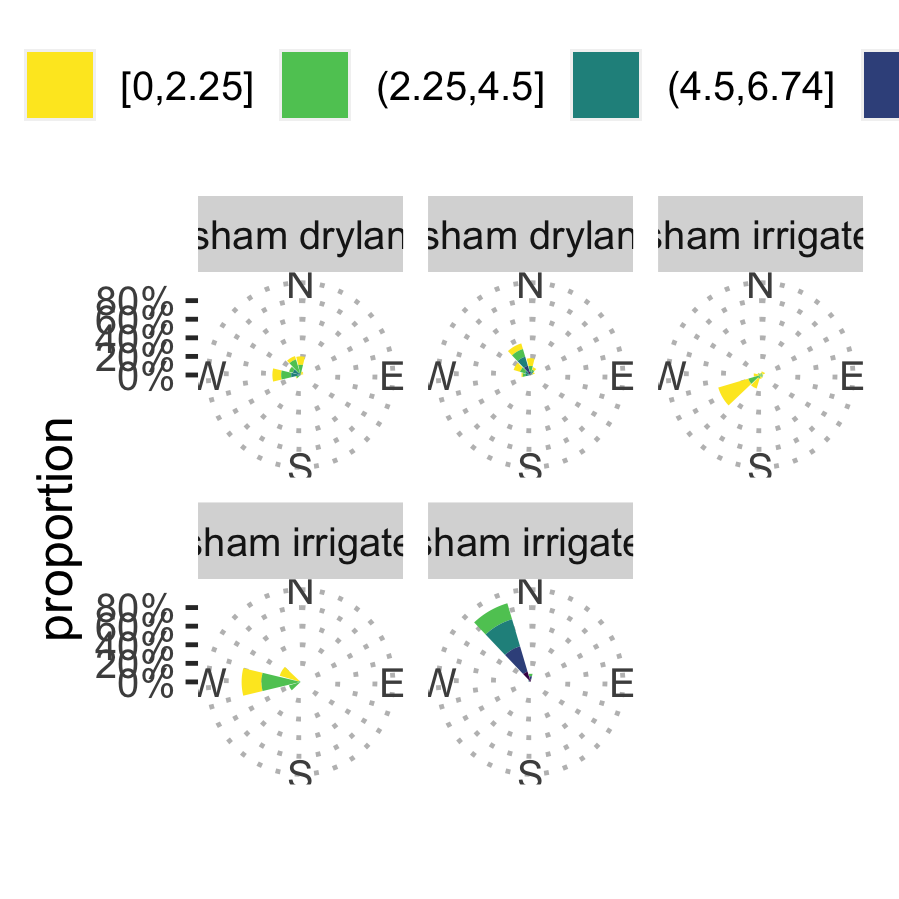 [0,2.25] (2.25,4.5] (4.5,6.74]
sham drylan sham drylan sham irrigate
N N N
80%
60%
40%
20%
0%
W E W E W E
S S S
proportion
sham irrigate sham irrigate
N N
80%
60%
40%
20%
0%
W E W E
S S